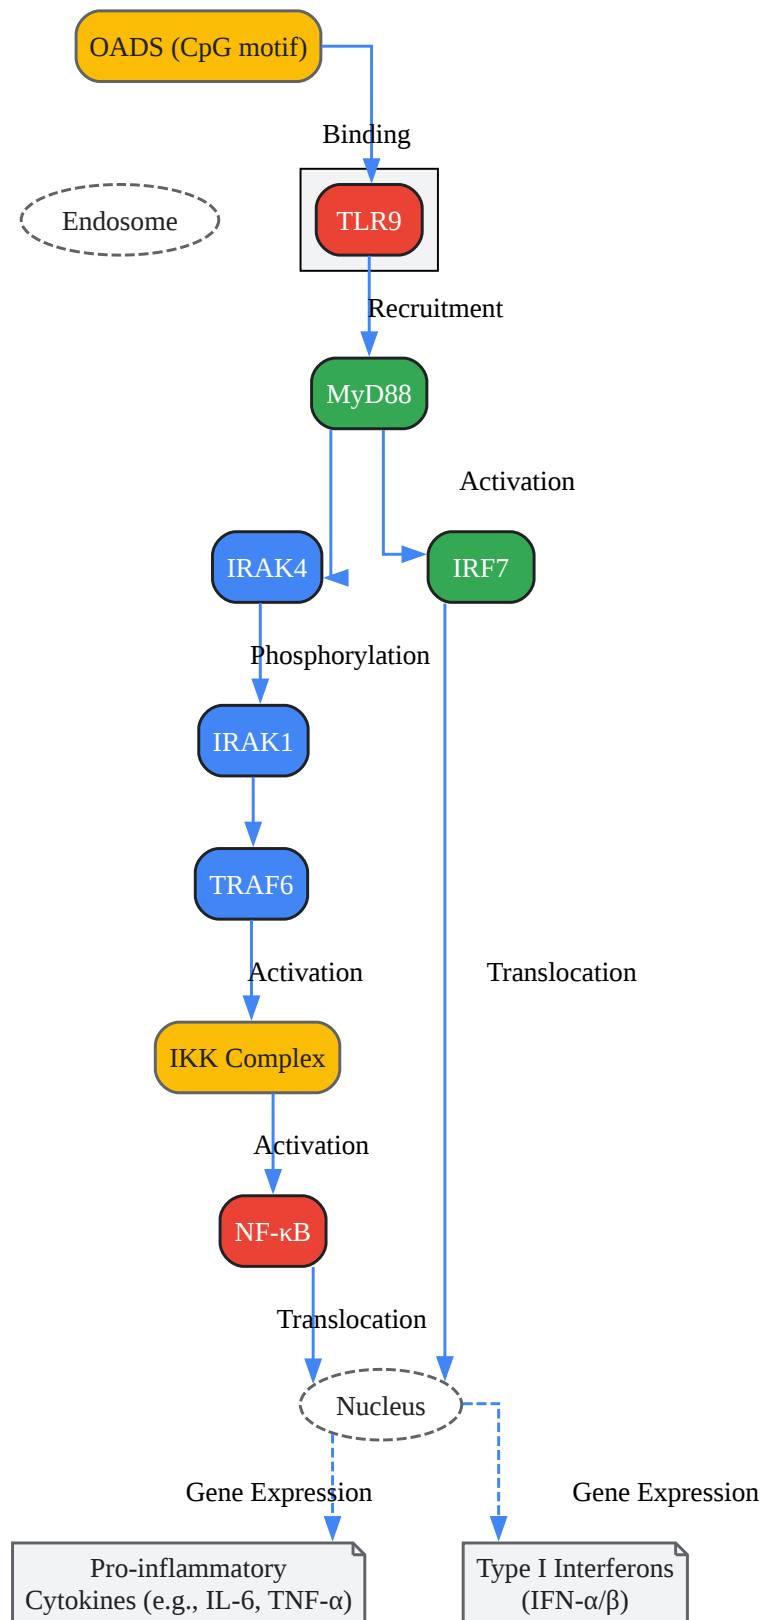 OADS (CpG motif)
Binding
Endosome
TLR9
Recruitment
MyD88
Activation
IRAK4
IRF7
Phosphorylation
IRAK1
TRAF6
Activation
Translocation
IKK Complex
Activation
NF-κB
Translocation
Nucleus
Gene Expression
Gene Expression
Pro-inflammatory
Cytokines (e.g., IL-6, TNF-α)
Type I Interferons
(IFN-α/β)